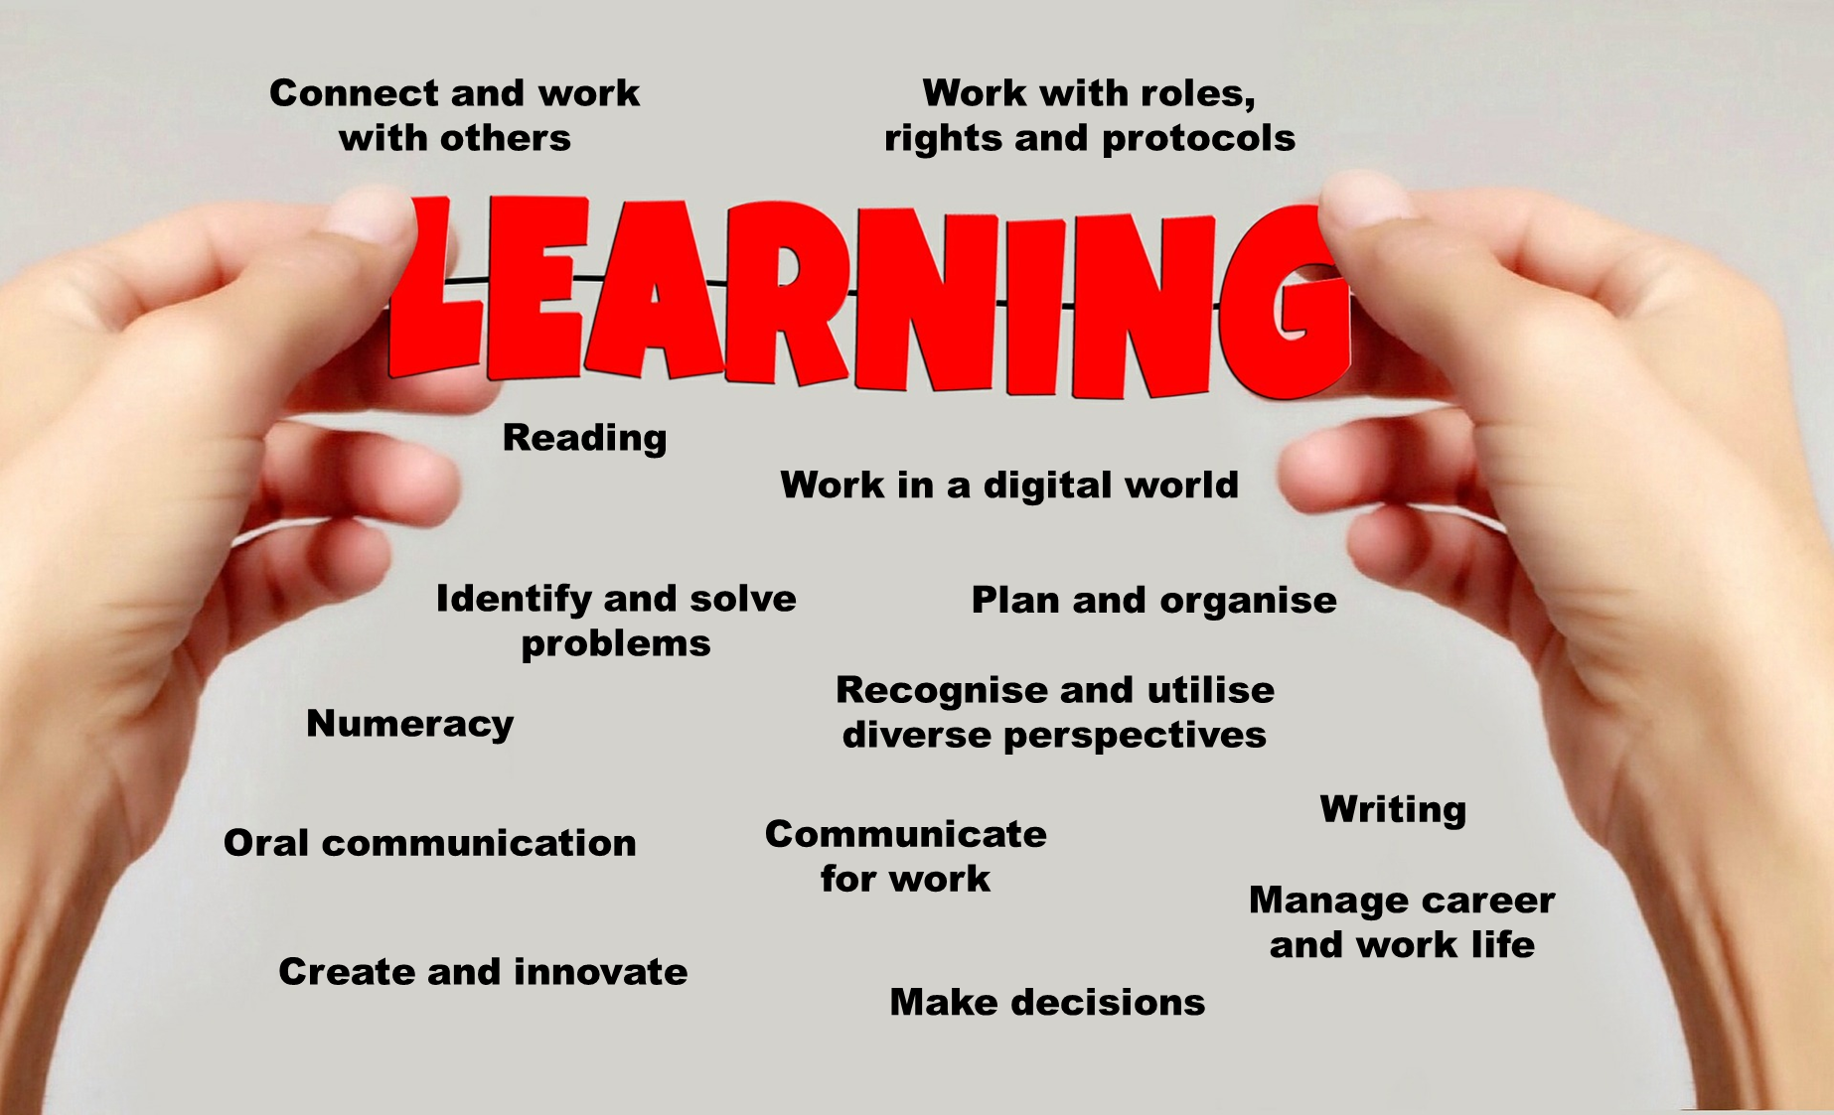 Connect and work
with others
Work with roles,
rights and protocols
LEARNING
Reading
Work in a digital world
Identify and solve
problems
Plan and organise
Recognise and utilise
diverse perspectives
Numeracy
Writing
Oral communication
Communicate
for work
Manage career
and work life
Create and innovate
Make decisions